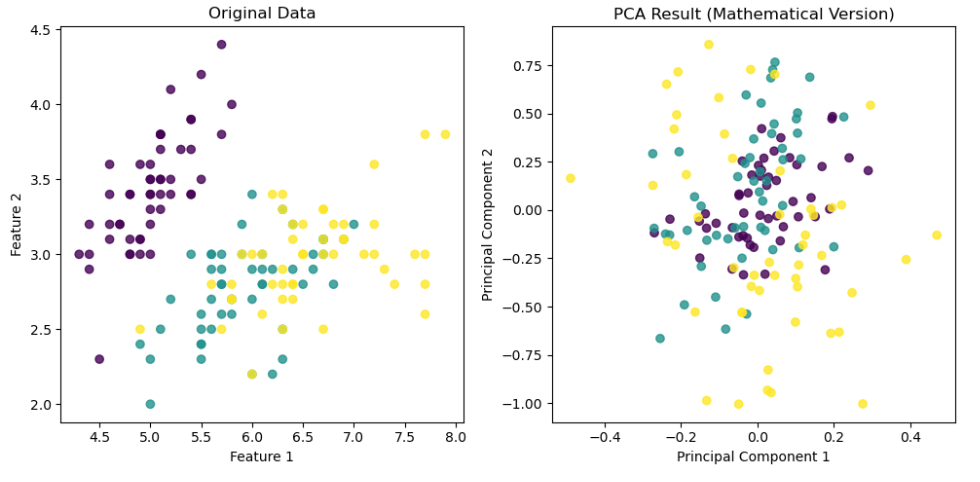 Original Data
4.5
4.0
3.5
3.0
2.5
2.0
Feature 2
4.5 5.0 5.5 6.0 6.5 7.0 7.5 8.0
Feature 1
PCA Result (Mathematical Version)
0.75
0.50
0.25
0.00
−0.25
−0.50
−0.75
−1.00
Principal Component 2
−0.4 −0.2 0.0 0.2 0.4
Principal Component 1